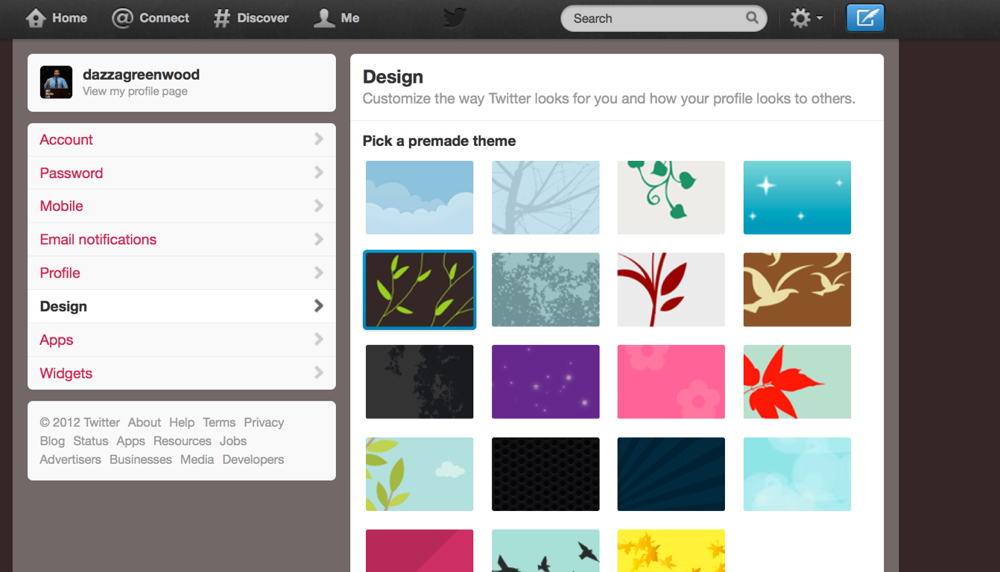 Home Connect Discover Me Search
dazzagreenwood
View my profile page
Account
Password
Mobile
Email notifications
Profile
Design
Apps
Widgets
© 2012 Twitter About Help Terms Privacy
Blog Status Apps Resources Jobs
Advertisers Businesses Media Developers
Design
Customize the way Twitter looks for you and how your profile looks to others.
Pick a premade theme